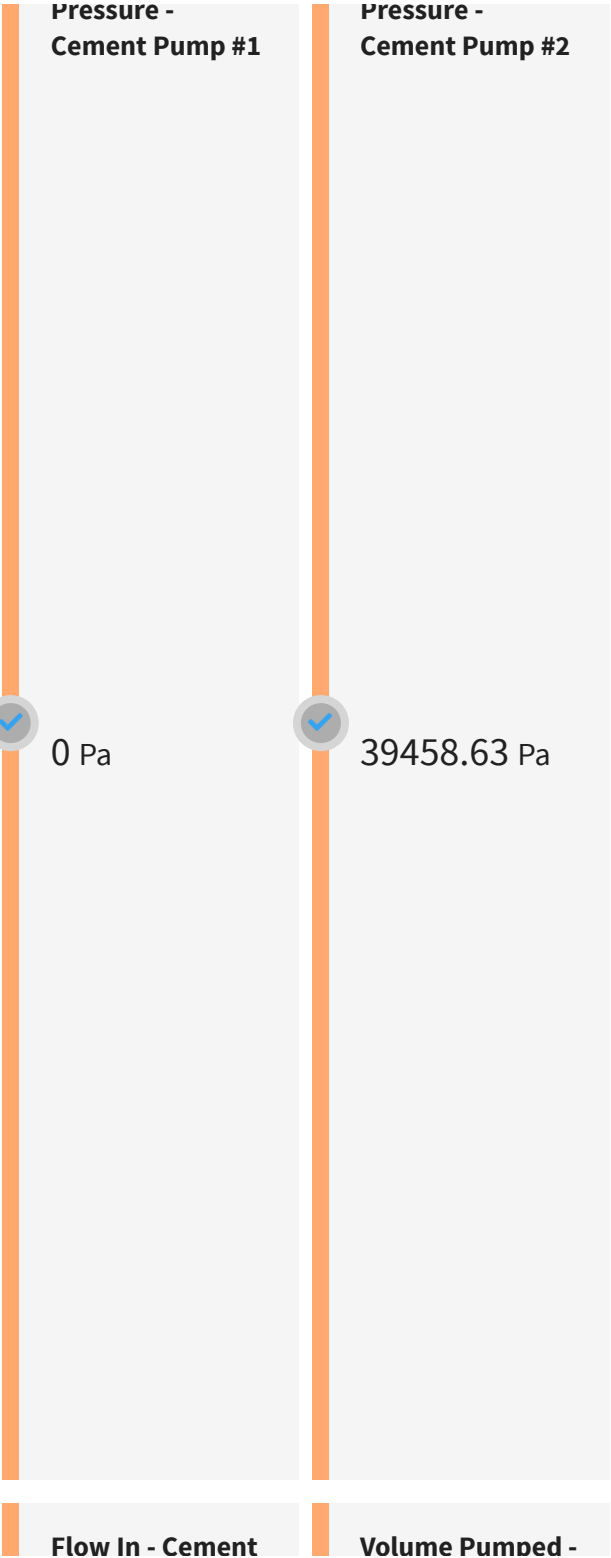 Pressure -
Cement Pump #1
0 Pa
Pressure -
Cement Pump #2
39458.63 Pa
Flow In - Cement
Volume Pumped -